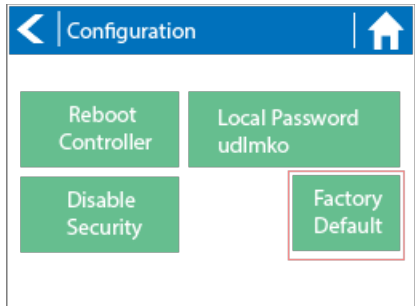 Configuration
Reboot
Controller
Local Password
udlmko
Disable
Security
Factory
Default